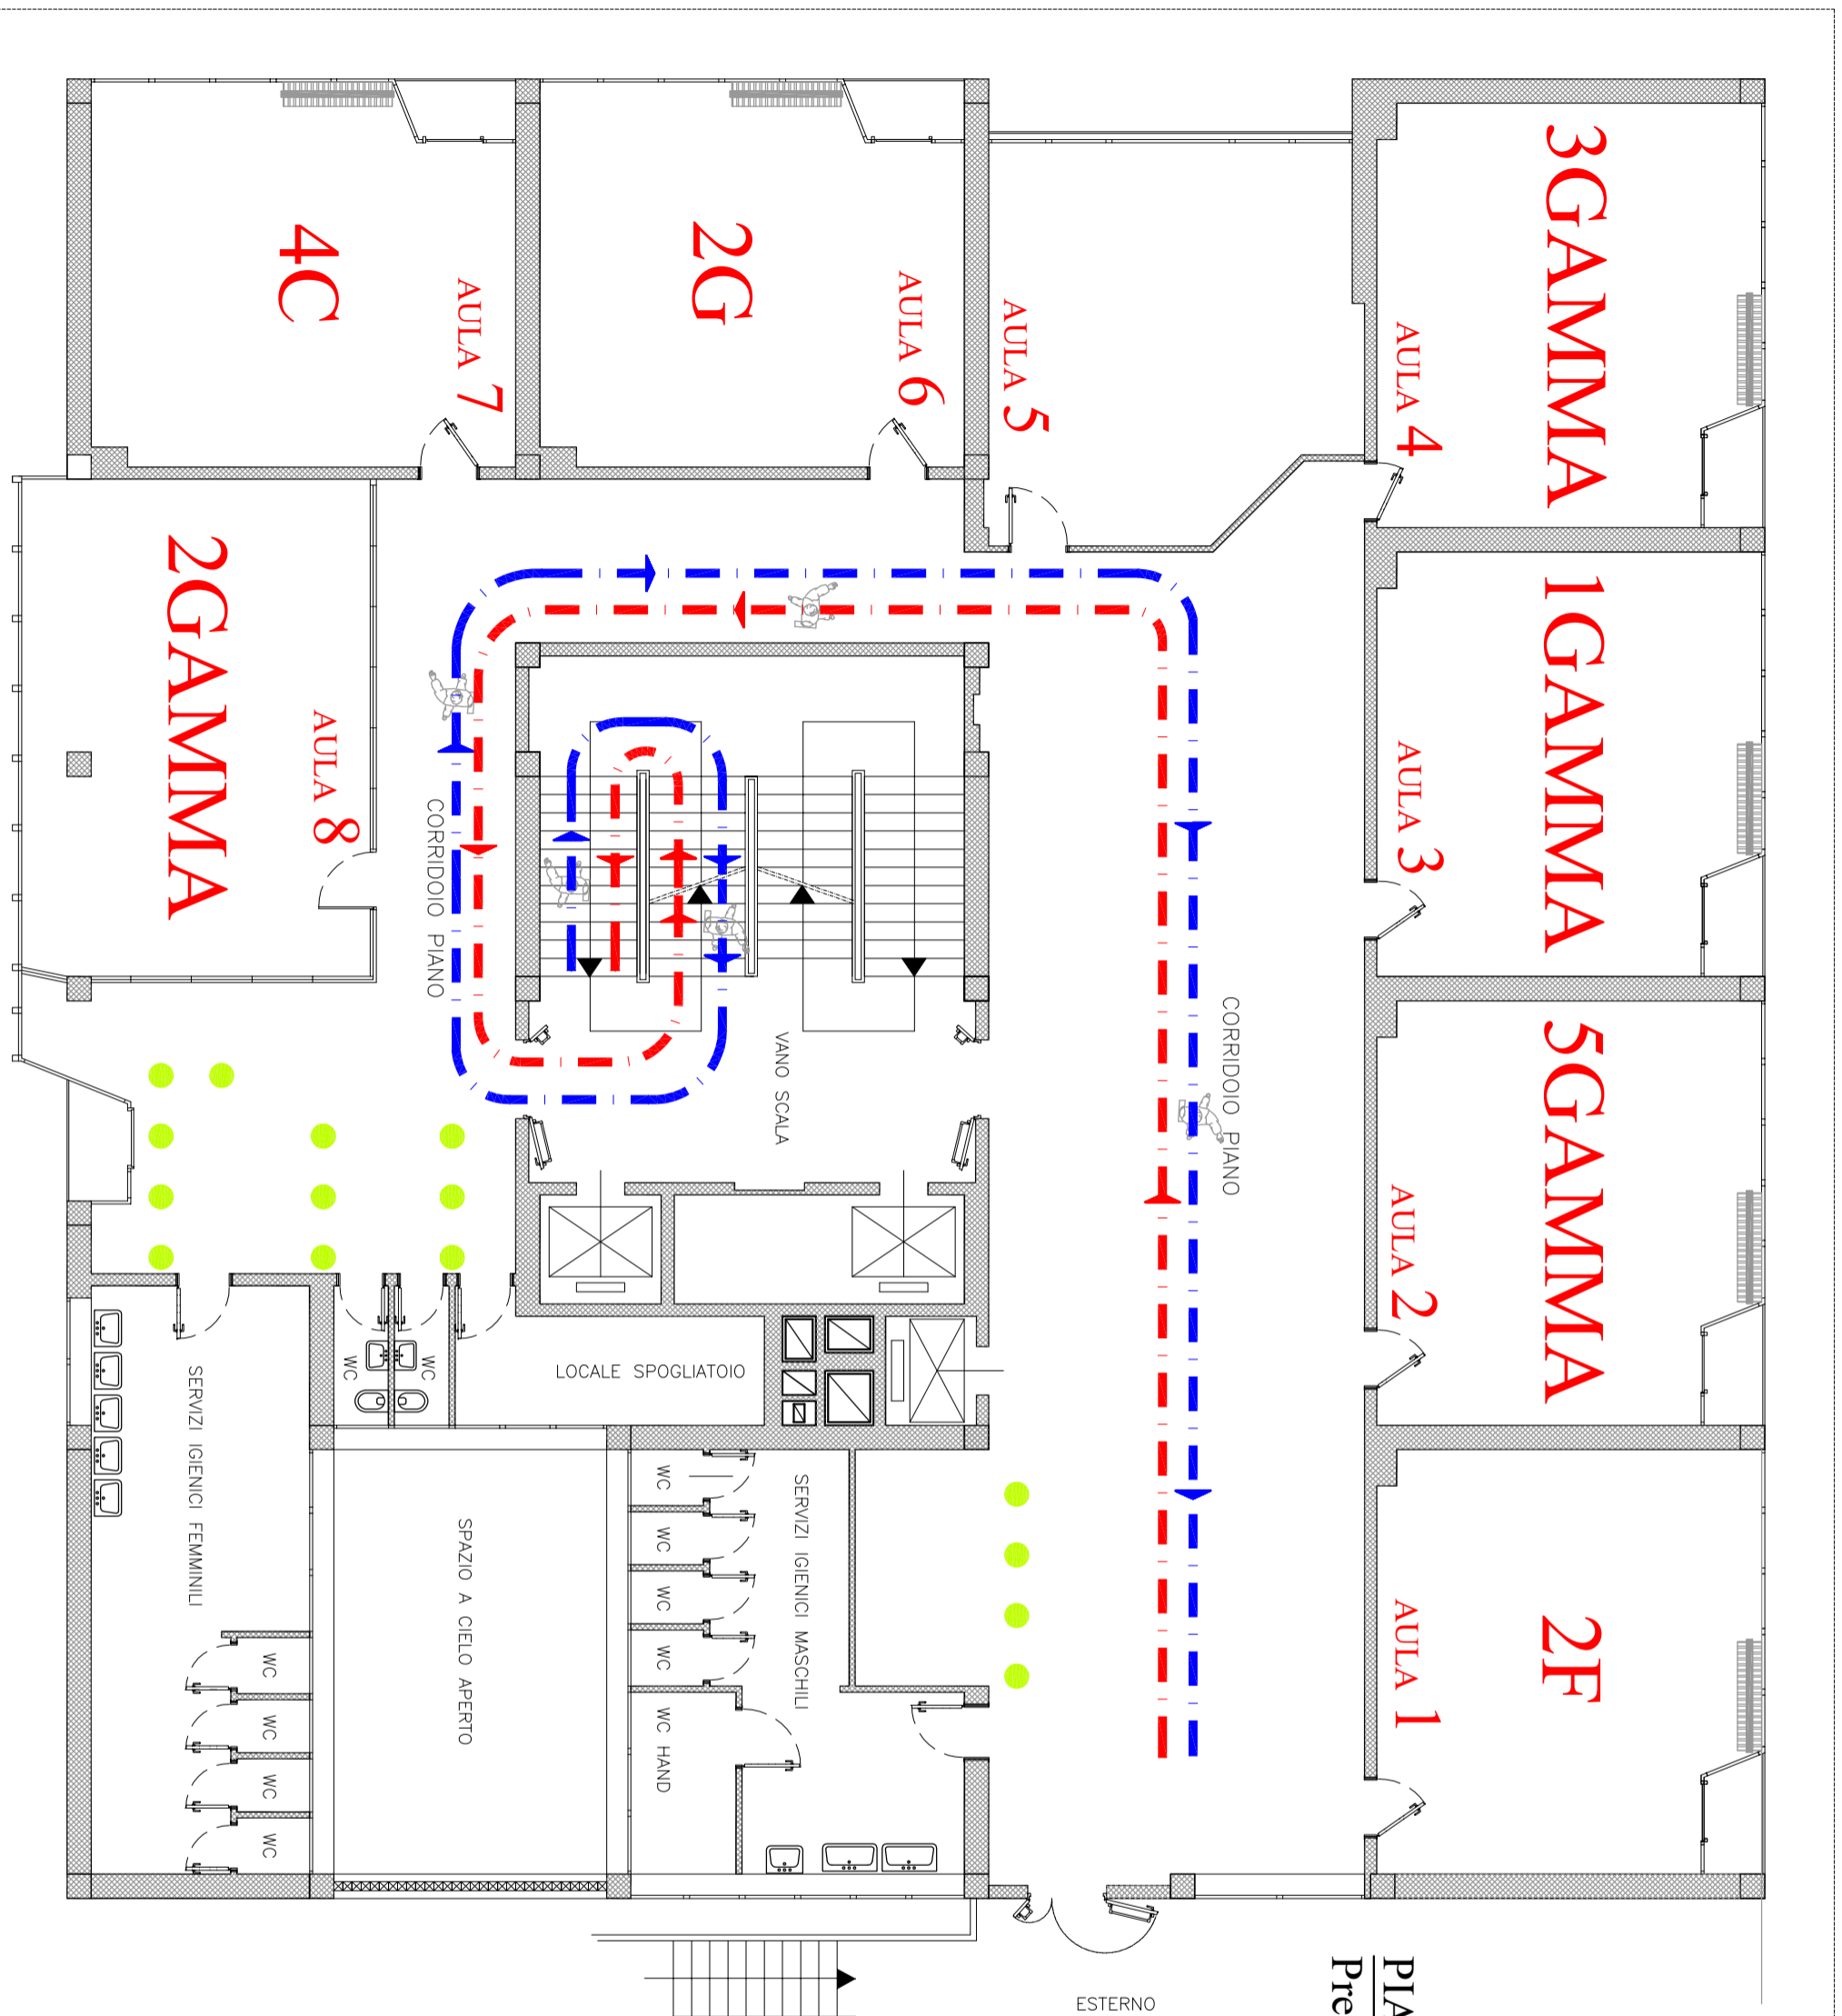 3GAMMA
AULA 4
1GAMMA
AULA 3
5GAMMA
AULA 2
2F
AULA 1
AULA 5
2G
AULA 6
4C
AULA 7
2GAMMA
AULA 8
CORRIDOIO PIANO
CORRIDOIO PIANO
VANO SCALA
LOCALE SPOGLIATOIO
WC
WC
SERVIZI IGIENICI FEMMINILI
WC
WC
WC
WC
SPAZIO A CIELO APERTO
SERVIZI IGIENICI MASCHILI
WC
WC
WC
WC
WC HAND
ESTERNO
PIA
Pre